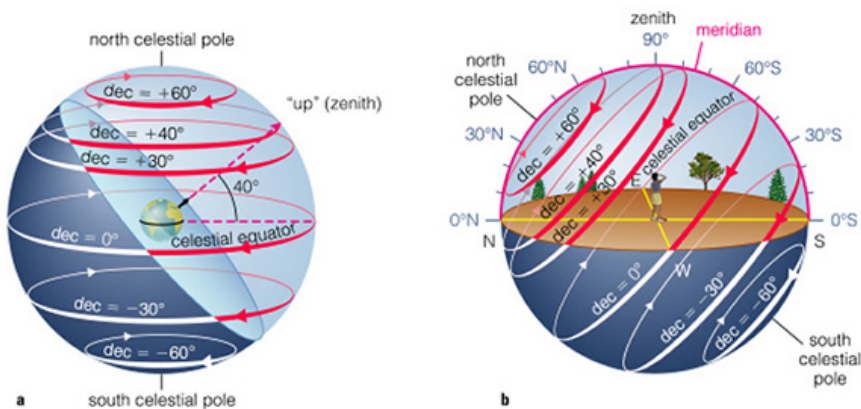 north celestial pole
dec = +60°
"up" (zenith)
dec = +40°
dec = +30°
40°
celestial equator
dec = 0°
dec = −30°
dec = −60°
a
south celestial pole
zenith
90°
meridian
60°N
60°S
north
celestial
pole
dec = +60°
30°N
30°S
celestial equator
dec = +40°
dec = +30°
E
0°N
0°S
N
S
W
dec = 0°
dec = −30°
dec = −60°
south
celestial
pole
b